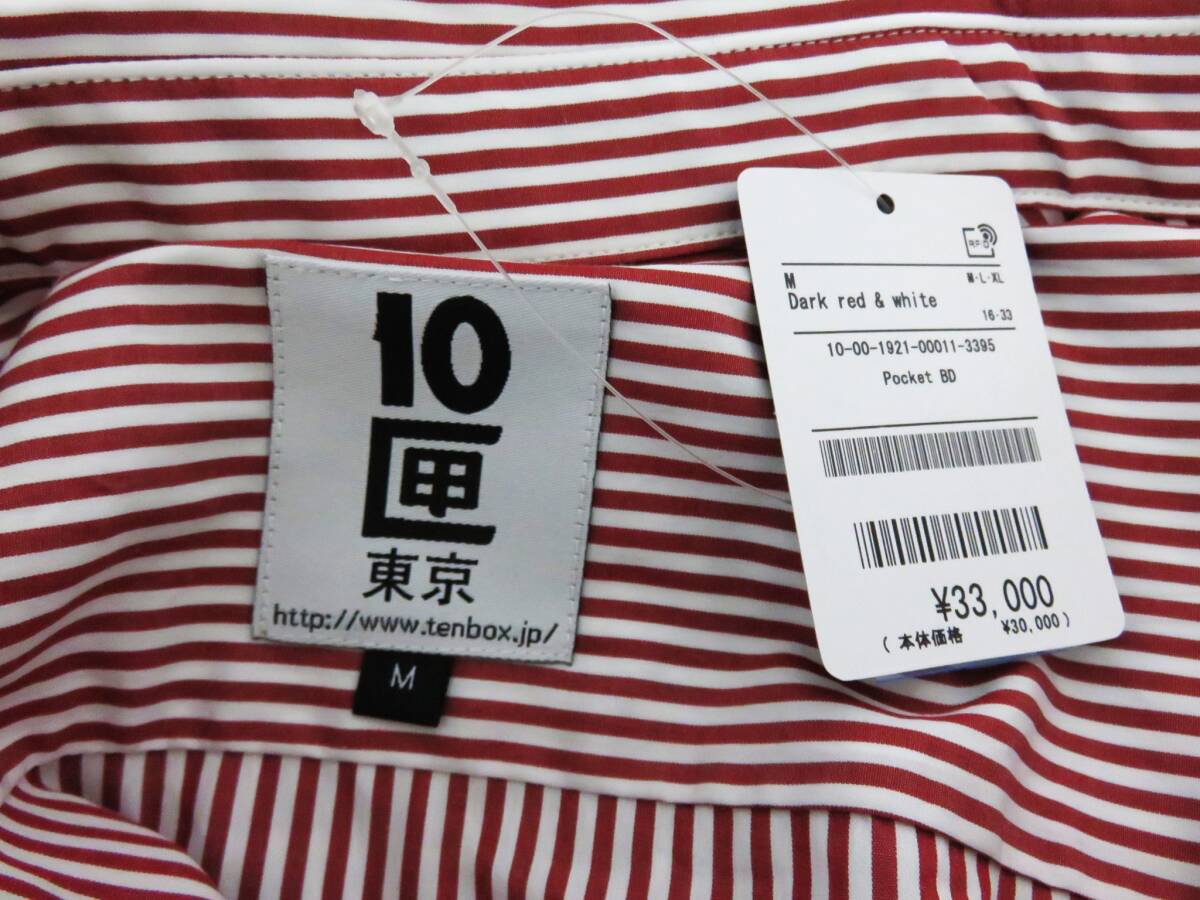 10
匣
東京
http://www.tenbox.jp/
M
RFID
M M・L・XL
Dark red & white 16-33
10-00-1921-00011-3395
Pocket BD
¥33,000
( 本体価格 ¥30,000)